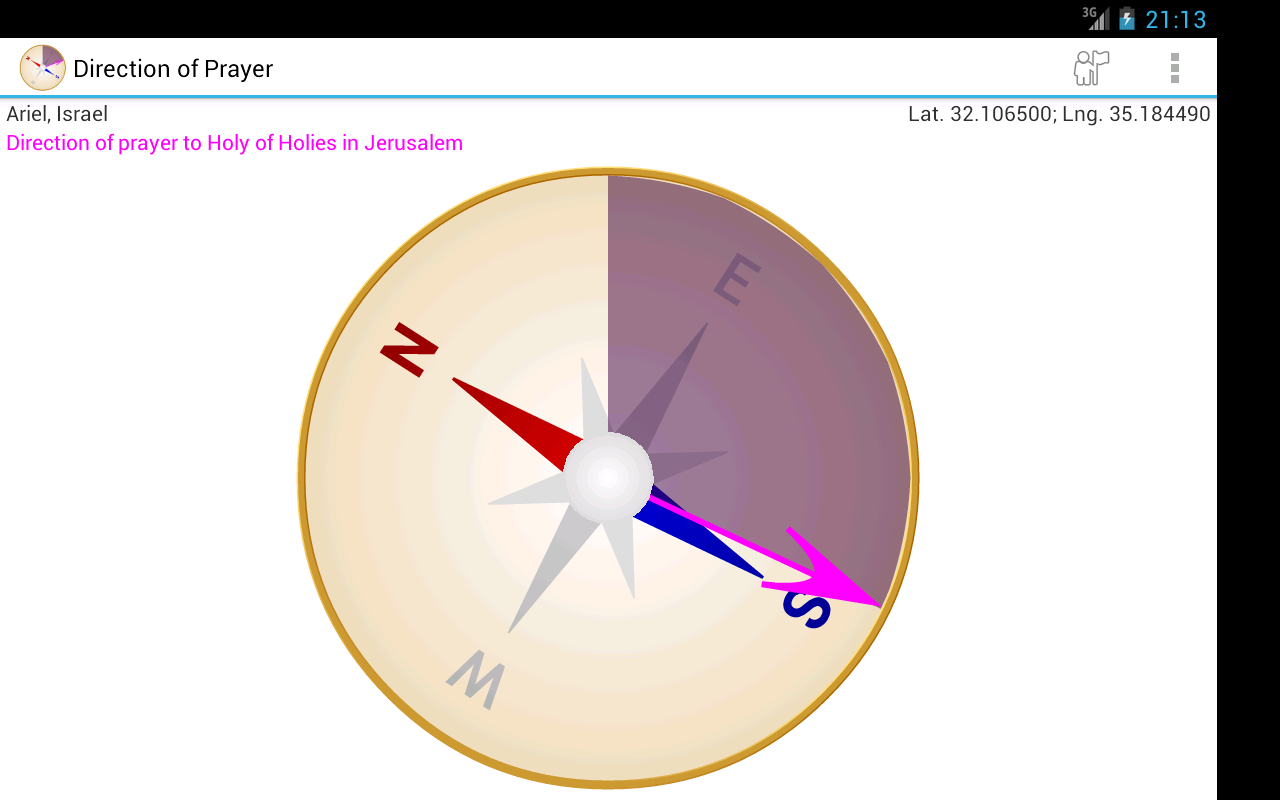 3G 21:13
Direction of Prayer
Ariel, Israel Lat. 32.106500; Lng. 35.184490
Direction of prayer to Holy of Holies in Jerusalem
E
N
S
W